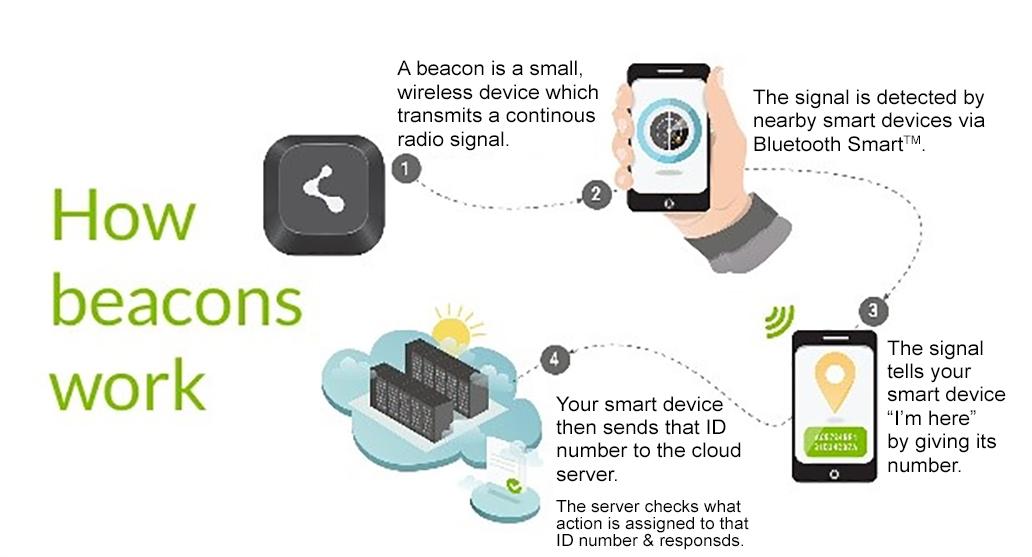 How
beacons
work
A beacon is a small,
wireless device which
transmits a continous
radio signal.
1
2
The signal is detected by
nearby smart devices via
Bluetooth Smart™.
3
The signal
tells your
smart device
“I’m here”
by giving its
number.
4
Your smart device
then sends that ID
number to the cloud
server.
The server checks what
action is assigned to that
ID number & responsds.